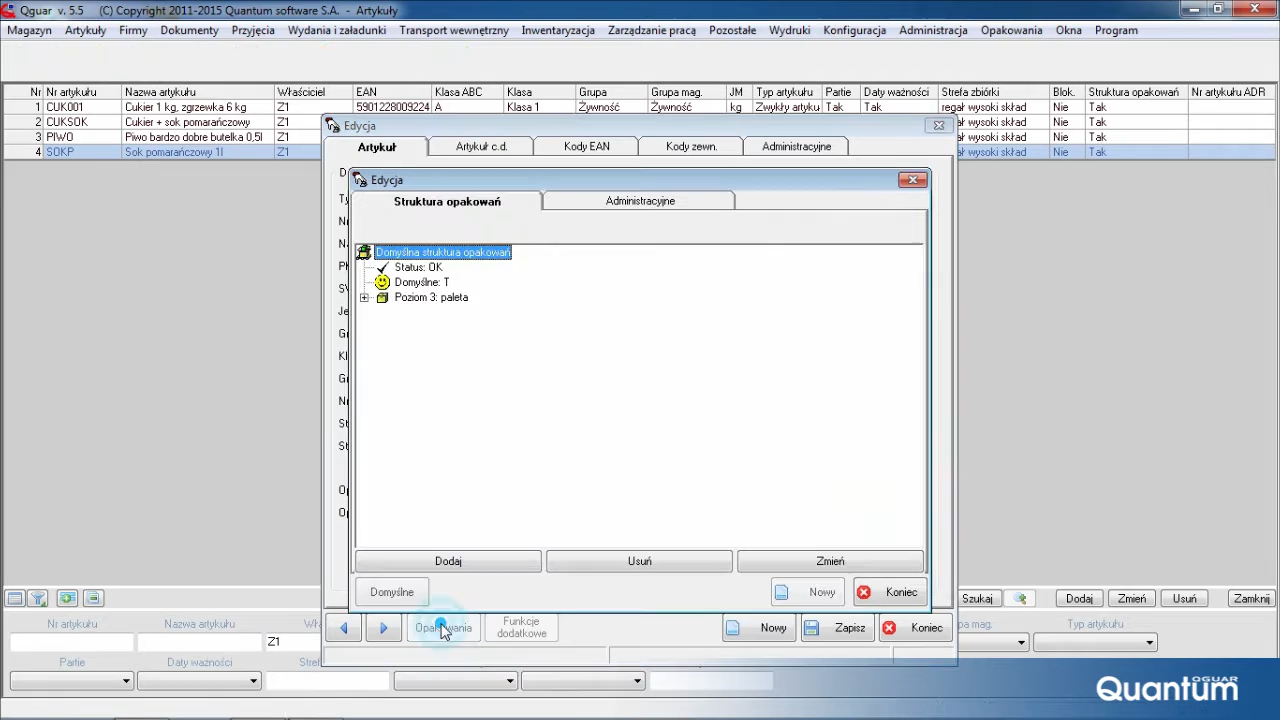 Qguar v. 5.5 (C) Copyright 2011-2015 Quantum software S.A. - Artykuły
Magazyn Artykuły Firmy Dokumenty Przyjęcia Wydania i załadunki Transport wewnętrzny Inwentaryzacja Zarządzanie pracą Pozostałe Wydruki Konfiguracja Administracja Opakowania Okna Program
Nr Nr artykułu Nazwa artykułu Właściciel EAN Klasa ABC Klasa Grupa Grupa mag. JM Typ artykułu Partie Daty ważności Strefa zbiórki Blok. Struktura opakowań Nr artykułu ADR
1 CUK001 Cukier 1 kg, zgrzewka 6 kg Z1 5901228009224 A Klasa 1 Żywność Żywność kg Zwykły artyku Tak Tak regał wysoki skład Nie Tak
2 CUKSOK Cukier + sok pomarańczowy Z1 ał wysoki skład Nie Tak
3 PIWO Piwo bardzo dobre butelka 0,5l Z1 ał wysoki skład Nie Tak
4 SOKP Sok pomarańczowy 1l Z1 ał wysoki skład Nie Tak
Edycja
Artykuł Artykuł c.d. Kody EAN Kody zewn. Administracyjne
Edycja
Struktura opakowań Administracyjne
Domyślna struktura opakowań
Status: OK
Domyślne: T
Poziom 3: paleta
Dodaj Usuń Zmień
Domyślne Nowy Koniec
Opakowania Funkcje dodatkowe Nowy Zapisz Koniec
Szukaj Dodaj Zmień Usuń Zamknij
Nr artykułu Nazwa artykułu Wł upa mag. Typ artykułu
Z1
Partie Daty ważności Stref
Quantum
QGUAR